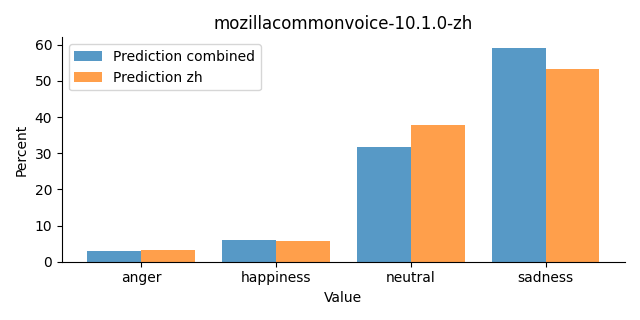 mozillacommonvoice-10.1.0-zh
Prediction combined
Prediction zh
Percent
60
50
40
30
20
10
0
anger happiness neutral sadness
Value